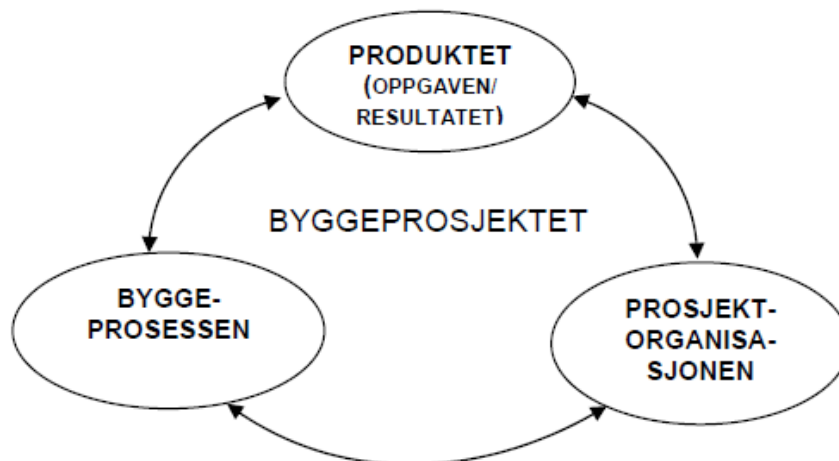 PRODUKTET
(OPPGAVEN/
RESULTATET)
BYGGEPROSJEKTET
BYGGE-
PROSESSEN
PROSJEKT-
ORGANISA-
SJONEN